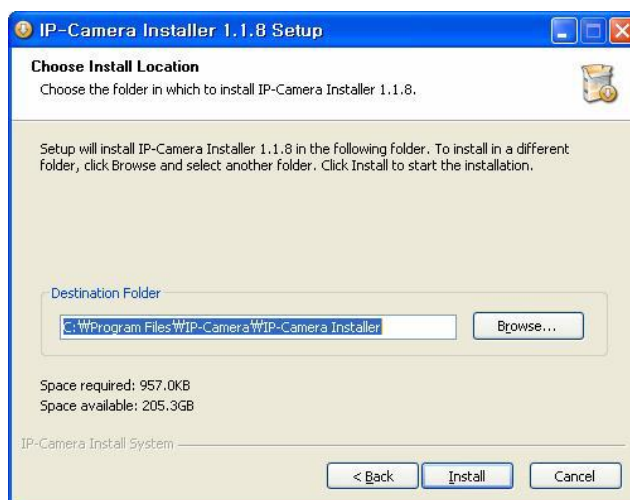 IP-Camera Installer 1.1.8 Setup
Choose Install Location
Choose the folder in which to install IP-Camera Installer 1.1.8.
Setup will install IP-Camera Installer 1.1.8 in the following folder. To install in a different
folder, click Browse and select another folder. Click Install to start the installation.
Destination Folder
C:₩Program Files₩IP-Camera₩IP-Camera Installer
Browse...
Space required: 957.0KB
Space available: 205.3GB
IP-Camera Install System
< Back
Install
Cancel